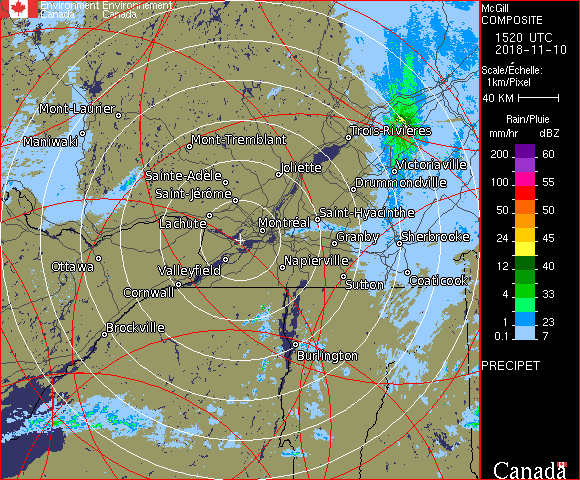 Environment Environnement
Canada Canada
Mont-Laurier
Maniwaki
Mont-Tremblant
Trois-Rivières
Sainte-Adèle
Joliette
Victoriaville
Saint-Jérôme
Drummondville
Lachute
Montréal
Saint-Hyacinthe
Granby
Sherbrooke
Ottawa
Valleyfield
Napierville
Cornwall
Sutton
Coaticook
Brockville
Burlington
McGill
COMPOSITE
1520 UTC
2018-11-10
Scale/Échelle:
1km/Pixel
40 KM
Rain/Pluie
mm/hr dBZ
200 60
150 57
100 55
50 50
24 45
12 40
4 33
1 23
0.1 7
PRECIPET
Canada